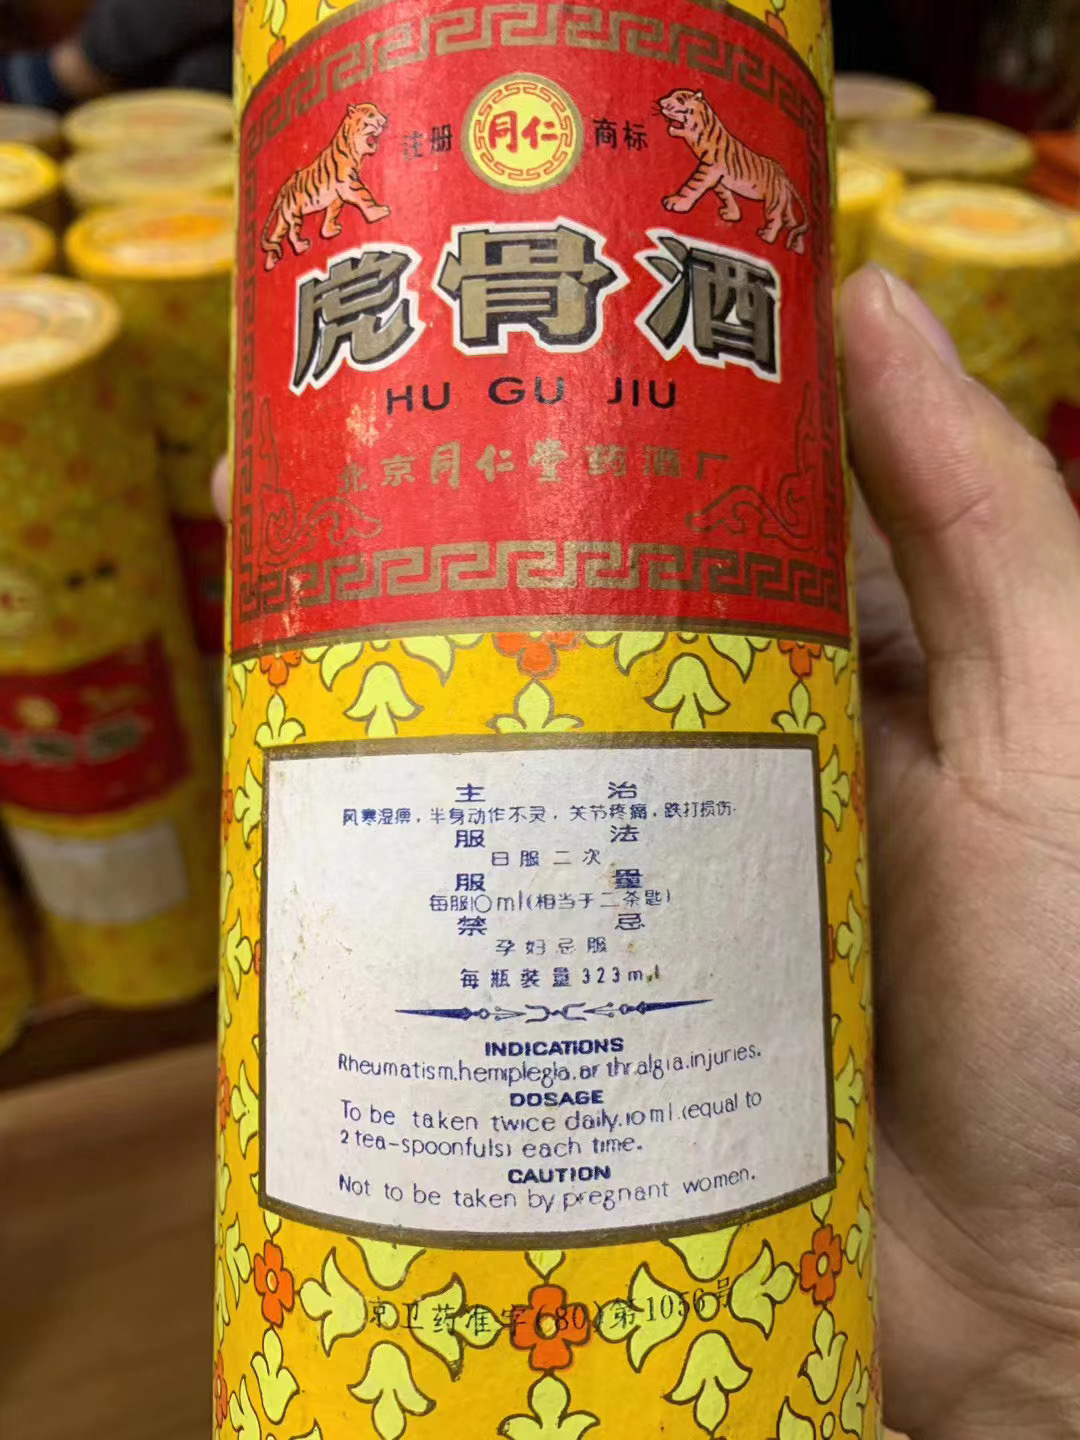 注册 同仁 商标
虎骨酒
HU GU JIU
北京同仁堂药酒厂
主治
风寒湿痹，半身动作不灵，关节疼痛，跌打损伤.
服法
日服二次
服量
每服10ml(相当于二茶匙)
禁忌
孕妇忌服
每瓶装量323ml
INDICATIONS
Rheumatism.hemiplegia.arthralgia.injuries.
DOSAGE
To be taken twice daily.10ml.(equal to
2 tea-spoonfuls) each time.
CAUTION
Not to be taken by pregnant women.
京卫药准字(80)第1056号